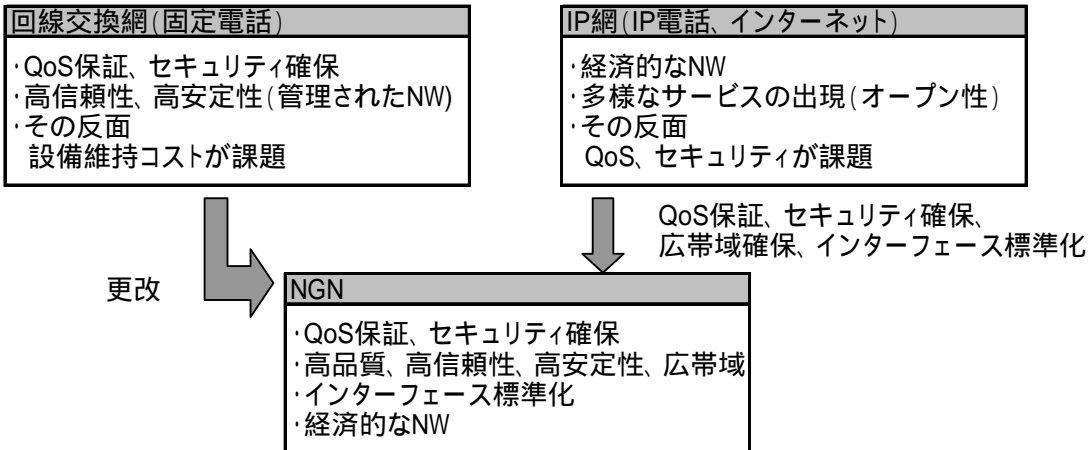 回線交換網(固定電話)
・QoS保証、セキュリティ確保
・高信頼性、高安定性(管理されたNW)
・その反面
設備維持コストが課題
IP網(IP電話、インターネット)
・経済的なNW
・多様なサービスの出現(オープン性)
・その反面
QoS、セキュリティが課題
QoS保証、セキュリティ確保、
広帯域確保、インターフェース標準化
更改
NGN
・QoS保証、セキュリティ確保
・高品質、高信頼性、高安定性、広帯域
・インターフェース標準化
・経済的なNW